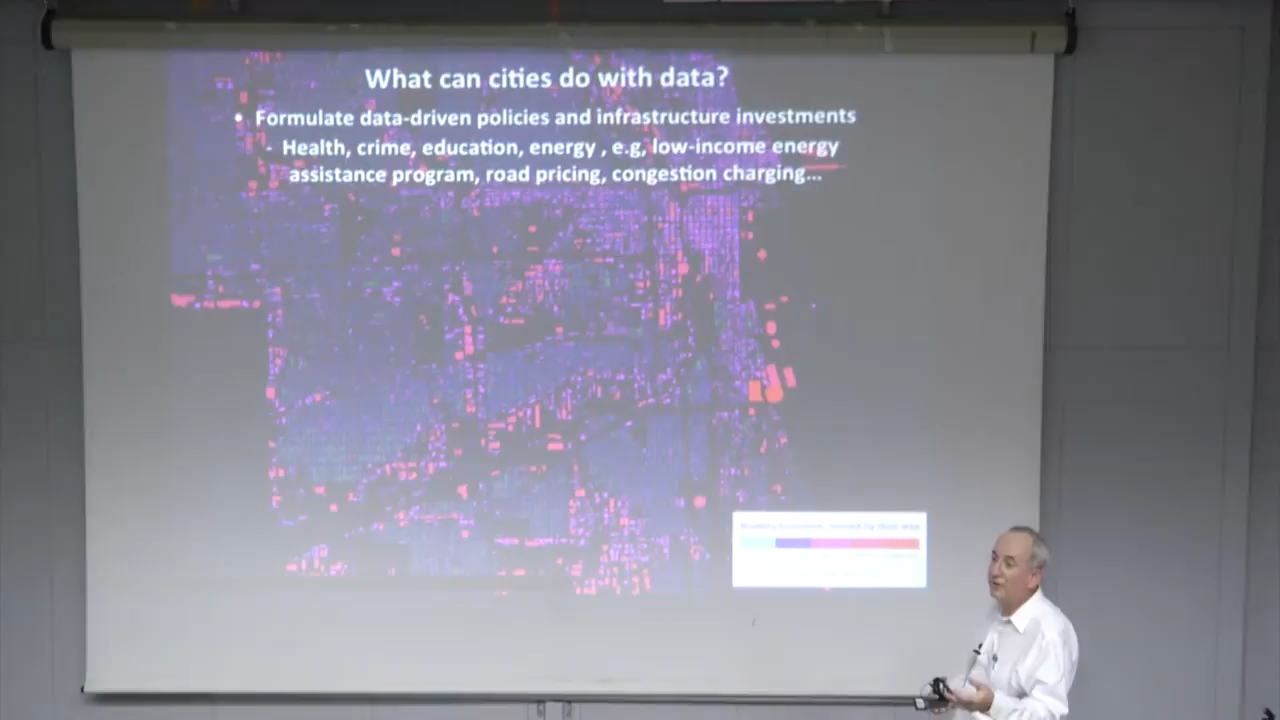 What can cities do with data?
• Formulate data-driven policies and infrastructure investments
- Health, crime, education, energy , e.g, low-income energy
assistance program, road pricing, congestion charging...